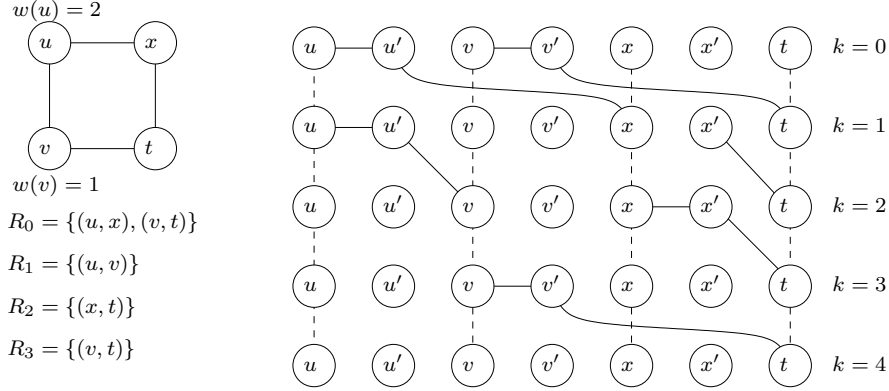 w(u) = 2
u x
v t
w(v) = 1
R_0 = {(u, x), (v, t)}
R_1 = {(u, v)}
R_2 = {(x, t)}
R_3 = {(v, t)}
u u′ v v′ x x′ t k = 0
u u′ v v′ x x′ t k = 1
u u′ v v′ x x′ t k = 2
u u′ v v′ x x′ t k = 3
u u′ v v′ x x′ t k = 4